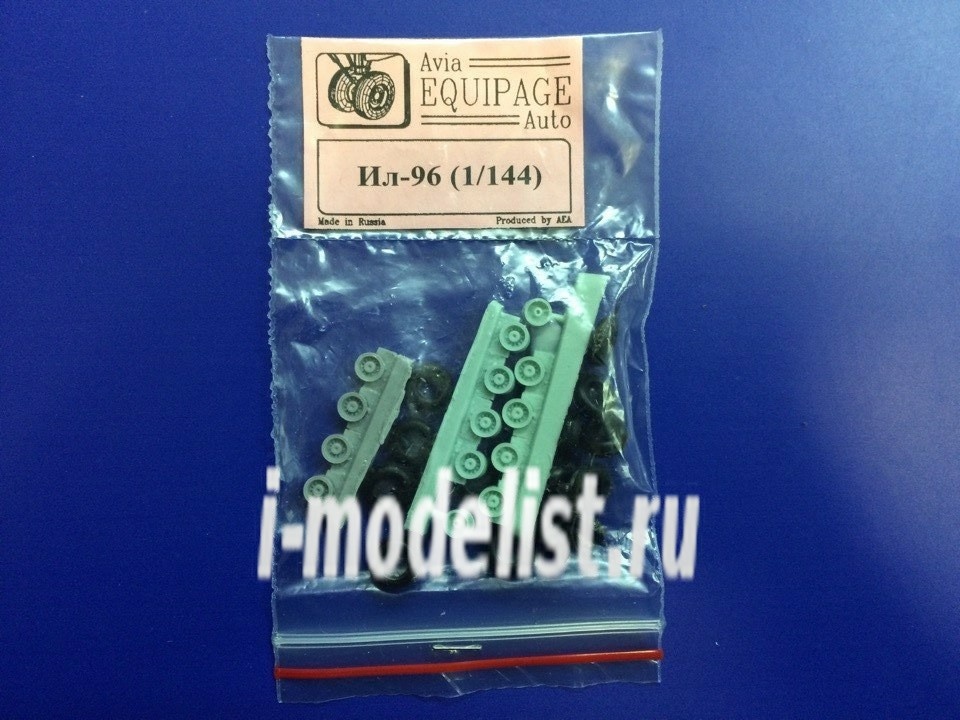 Avia
EQUIPAGE
Auto
Ил-96 (1/144)
Made in Russia
Produced by AEA
i-modelist.ru